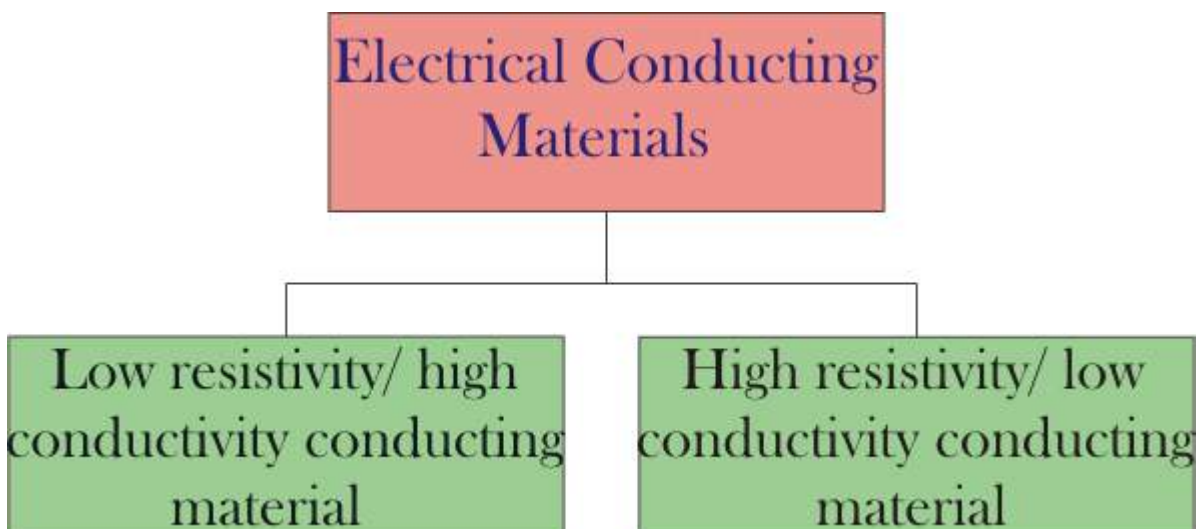 Electrical Conducting
Materials
Low resistivity/ high
conductivity conducting
material
High resistivity/ low
conductivity conducting
material